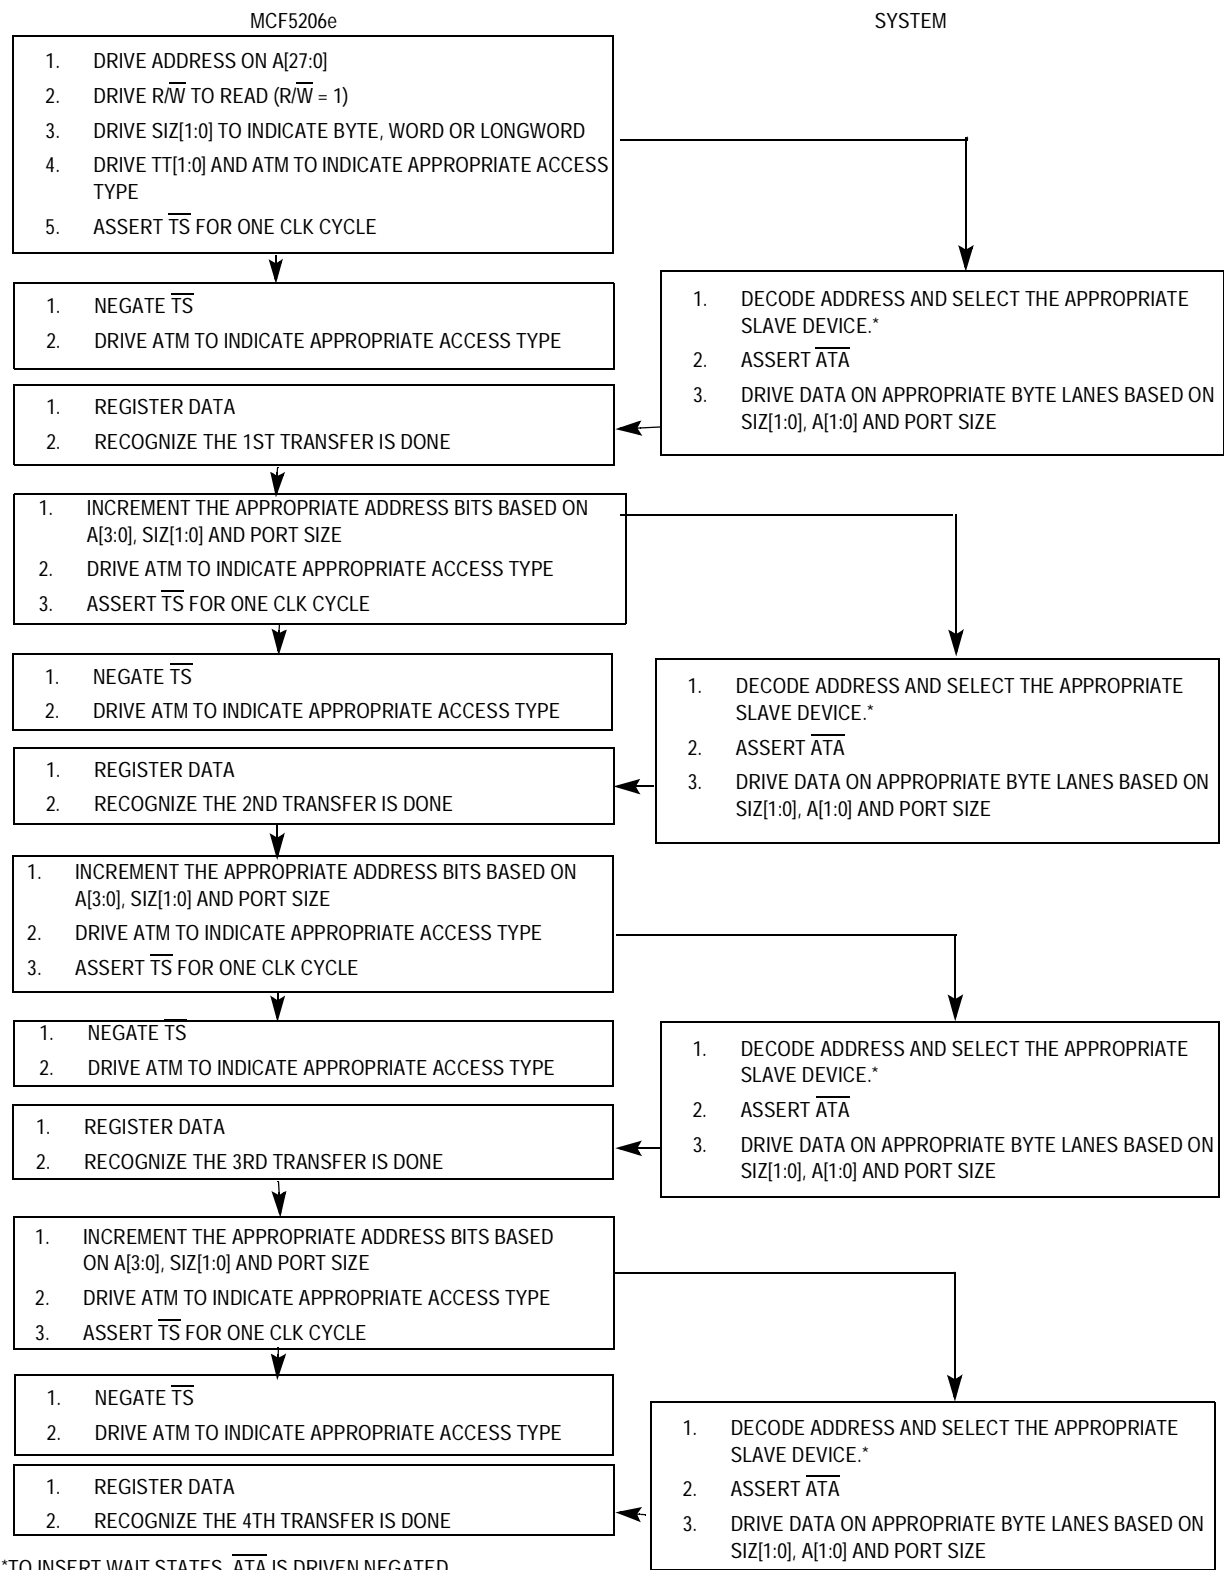 MCF5206e
SYSTEM
1. DRIVE ADDRESS ON A[27:0]
2. DRIVE R/W̅ TO READ (R/W̅ = 1)
3. DRIVE SIZ[1:0] TO INDICATE BYTE, WORD OR LONGWORD
4. DRIVE TT[1:0] AND ATM TO INDICATE APPROPRIATE ACCESS
TYPE
5. ASSERT T̅S̅ FOR ONE CLK CYCLE
1. NEGATE T̅S̅
2. DRIVE ATM TO INDICATE APPROPRIATE ACCESS TYPE
1. DECODE ADDRESS AND SELECT THE APPROPRIATE
SLAVE DEVICE.*
2. ASSERT A̅T̅A̅
3. DRIVE DATA ON APPROPRIATE BYTE LANES BASED ON
SIZ[1:0], A[1:0] AND PORT SIZE
1. REGISTER DATA
2. RECOGNIZE THE 1ST TRANSFER IS DONE
1. INCREMENT THE APPROPRIATE ADDRESS BITS BASED ON
A[3:0], SIZ[1:0] AND PORT SIZE
2. DRIVE ATM TO INDICATE APPROPRIATE ACCESS TYPE
3. ASSERT T̅S̅ FOR ONE CLK CYCLE
1. NEGATE T̅S̅
2. DRIVE ATM TO INDICATE APPROPRIATE ACCESS TYPE
1. DECODE ADDRESS AND SELECT THE APPROPRIATE
SLAVE DEVICE.*
2. ASSERT A̅T̅A̅
3. DRIVE DATA ON APPROPRIATE BYTE LANES BASED ON
SIZ[1:0], A[1:0] AND PORT SIZE
1. REGISTER DATA
2. RECOGNIZE THE 2ND TRANSFER IS DONE
1. INCREMENT THE APPROPRIATE ADDRESS BITS BASED ON
A[3:0], SIZ[1:0] AND PORT SIZE
2. DRIVE ATM TO INDICATE APPROPRIATE ACCESS TYPE
3. ASSERT T̅S̅ FOR ONE CLK CYCLE
1. NEGATE T̅S̅
2. DRIVE ATM TO INDICATE APPROPRIATE ACCESS TYPE
1. DECODE ADDRESS AND SELECT THE APPROPRIATE
SLAVE DEVICE.*
2. ASSERT A̅T̅A̅
3. DRIVE DATA ON APPROPRIATE BYTE LANES BASED ON
SIZ[1:0], A[1:0] AND PORT SIZE
1. REGISTER DATA
2. RECOGNIZE THE 3RD TRANSFER IS DONE
1. INCREMENT THE APPROPRIATE ADDRESS BITS BASED
ON A[3:0], SIZ[1:0] AND PORT SIZE
2. DRIVE ATM TO INDICATE APPROPRIATE ACCESS TYPE
3. ASSERT T̅S̅ FOR ONE CLK CYCLE
1. NEGATE T̅S̅
2. DRIVE ATM TO INDICATE APPROPRIATE ACCESS TYPE
1. DECODE ADDRESS AND SELECT THE APPROPRIATE
SLAVE DEVICE.*
2. ASSERT A̅T̅A̅
3. DRIVE DATA ON APPROPRIATE BYTE LANES BASED ON
SIZ[1:0], A[1:0] AND PORT SIZE
1. REGISTER DATA
2. RECOGNIZE THE 4TH TRANSFER IS DONE
*TO INSERT WAIT STATES, A̅T̅A̅ IS DRIVEN NEGATED